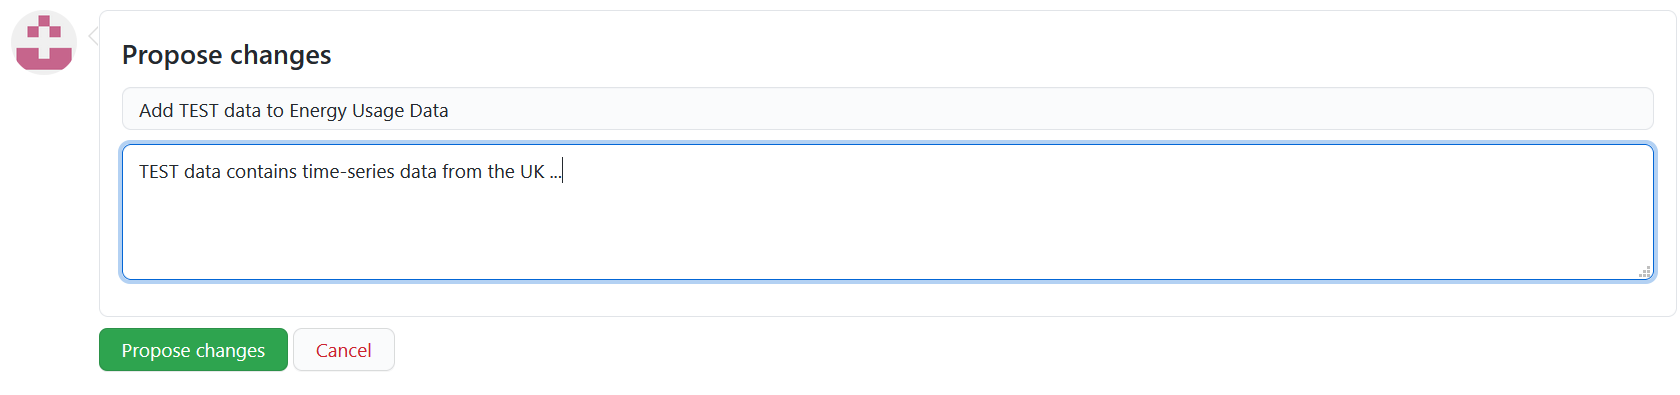 Propose changes
Add TEST data to Energy Usage Data
TEST data contains time-series data from the UK ...
Propose changes
Cancel